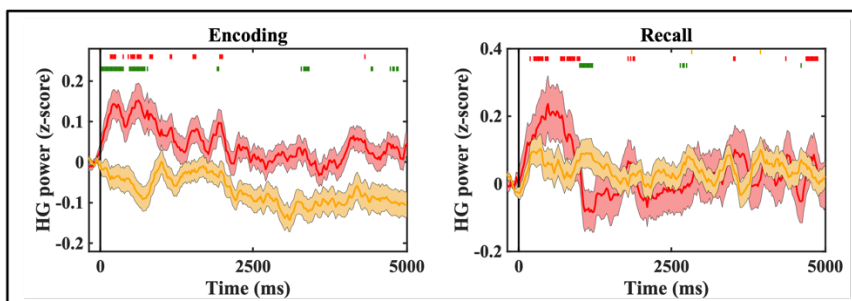 Encoding
HG power (z-score)
0.2
0.1
0
-0.1
-0.2
0
2500
5000
Time (ms)
Recall
HG power (z-score)
0.4
0.2
0
-0.2
0
2500
5000
Time (ms)